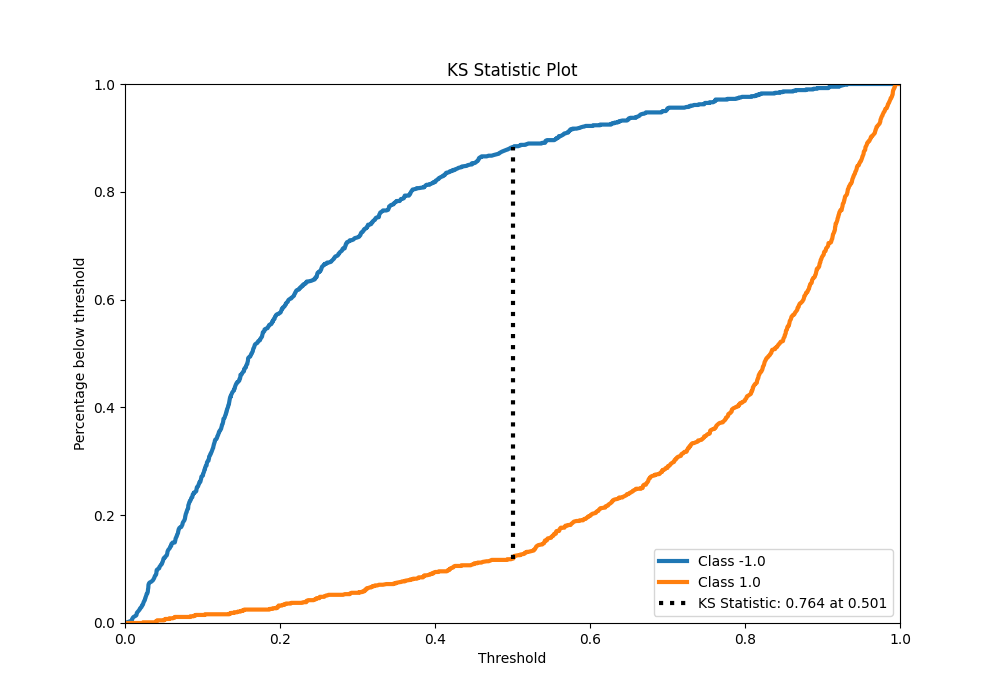 KS Statistic Plot
1.0
0.8
0.6
0.4
0.2
0.0
Percentage below threshold
Class -1.0
Class 1.0
KS Statistic: 0.764 at 0.501
0.0 0.2 0.4 0.6 0.8 1.0
Threshold